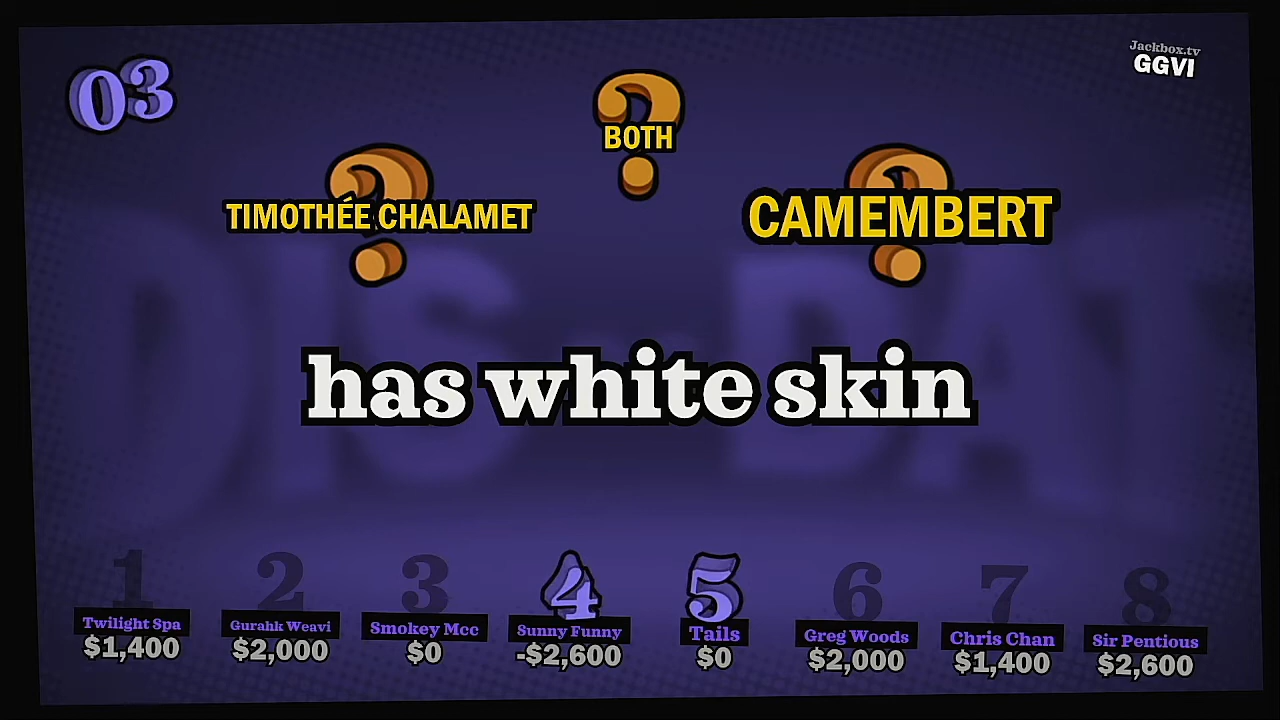 03
Jackbox.tv
GGVI
BOTH
TIMOTHÉE CHALAMET
CAMEMBERT
DIS DAT
has white skin
1 2 3 4 5 6 7 8
Twilight Spa Gurahk Weavi Smokey Mcc Sunny Funny Tails Greg Woods Chris Chan Sir Pentious
$1,400 $2,000 $0 -$2,600 $0 $2,000 $1,400 $2,600